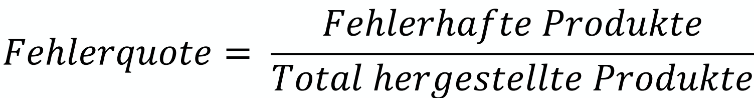 Fehlerquote = Fehlerhafte Produkte
Total hergestellte Produkte